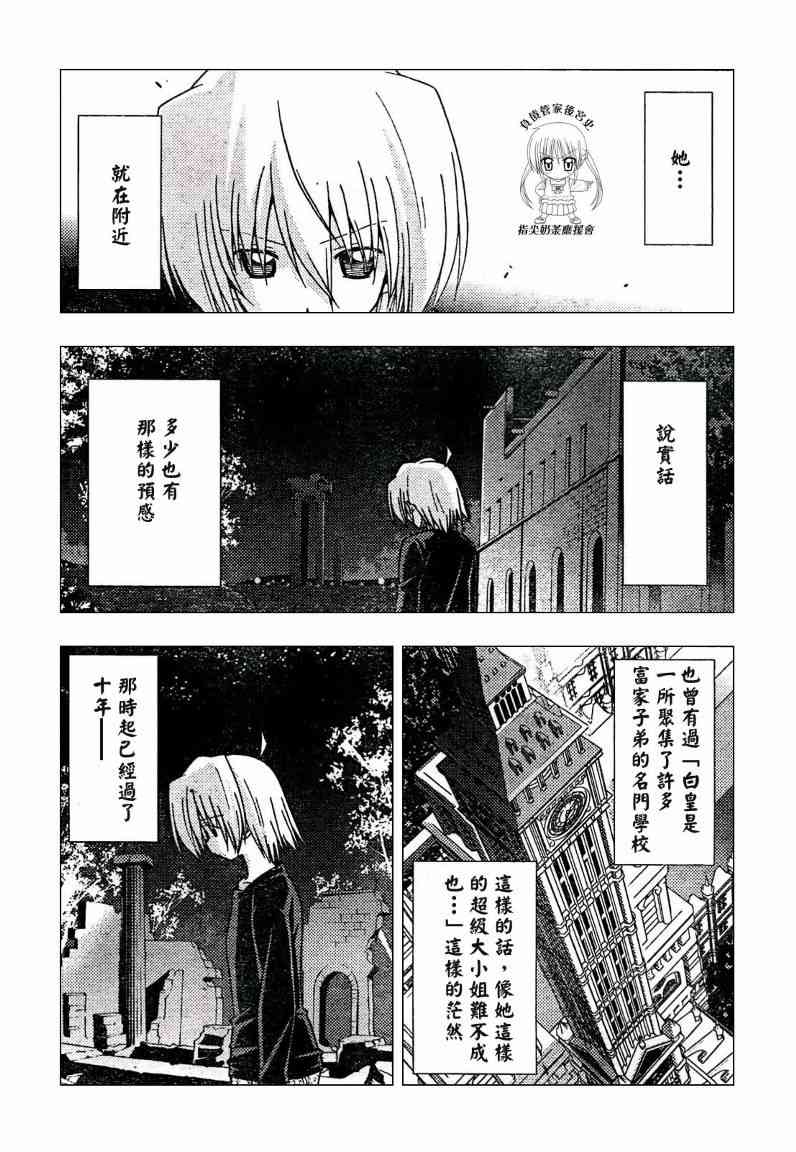 她…
負債管家後宮史
指尖奶茶應援會
就在附近
說實話
多少也有
那樣的預感
也曾有過「白皇是
一所聚集了許多
富家子弟的名門學校
這樣的話，像她這樣
的超級大小姐難不成
也…」這樣的茫然
那時起已經過了
十年──